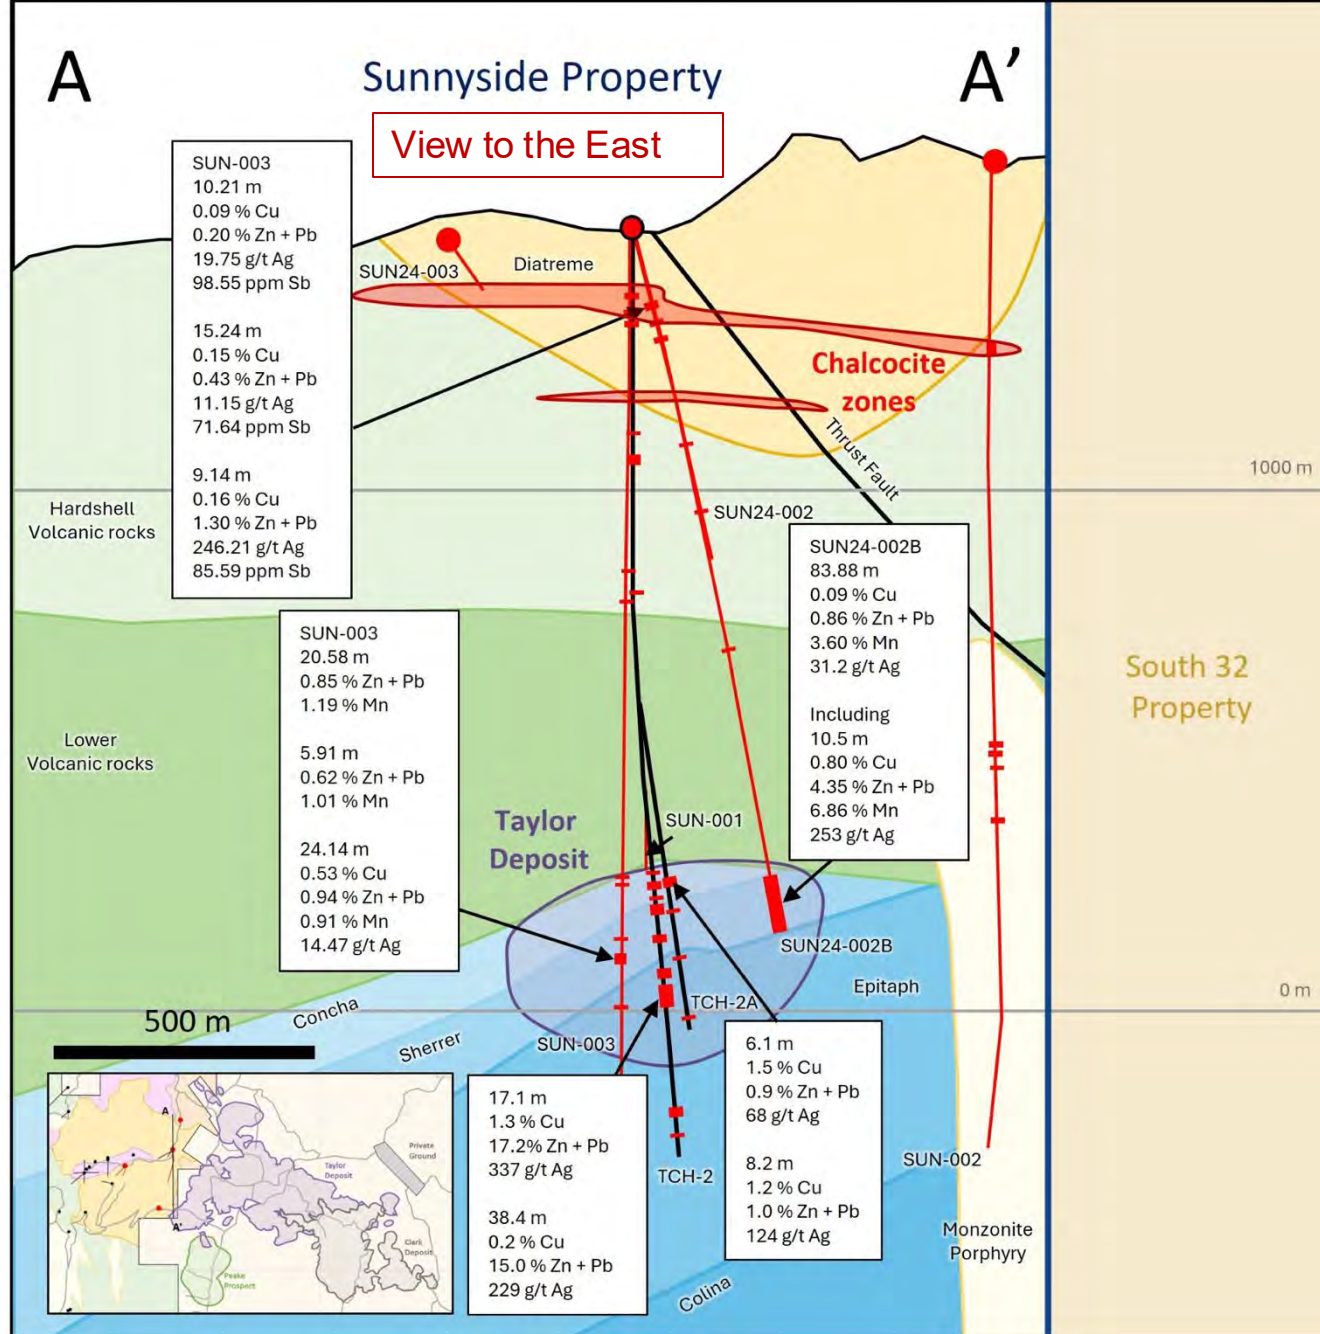 A
Sunnyside Property
A’
View to the East
SUN-003
10.21 m
0.09 % Cu
0.20 % Zn + Pb
19.75 g/t Ag
98.55 ppm Sb
15.24 m
0.15 % Cu
0.43 % Zn + Pb
11.15 g/t Ag
71.64 ppm Sb
9.14 m
0.16 % Cu
1.30 % Zn + Pb
246.21 g/t Ag
85.59 ppm Sb
SUN24-003
Diatreme
Chalcocite
zones
Thrust Fault
1000 m
Hardshell
Volcanic rocks
SUN24-002
SUN24-002B
83.88 m
0.09 % Cu
0.86 % Zn + Pb
3.60 % Mn
31.2 g/t Ag
Including
10.5 m
0.80 % Cu
4.35 % Zn + Pb
6.86 % Mn
253 g/t Ag
SUN-003
20.58 m
0.85 % Zn + Pb
1.19 % Mn
5.91 m
0.62 % Zn + Pb
1.01 % Mn
24.14 m
0.53 % Cu
0.94 % Zn + Pb
0.91 % Mn
14.47 g/t Ag
South 32
Property
Lower
Volcanic rocks
Taylor
Deposit
SUN-001
SUN24-002B
Epitaph
0 m
TCH-2A
Concha
500 m
Sherrer
SUN-003
6.1 m
1.5 % Cu
0.9 % Zn + Pb
68 g/t Ag
8.2 m
1.2 % Cu
1.0 % Zn + Pb
124 g/t Ag
17.1 m
1.3 % Cu
17.2% Zn + Pb
337 g/t Ag
38.4 m
0.2 % Cu
15.0 % Zn + Pb
229 g/t Ag
TCH-2
SUN-002
Monzonite
Porphyry
Colina
A
Private
Ground
Taylor
Deposit
A'
Clark
Deposit
Peake
Prospect